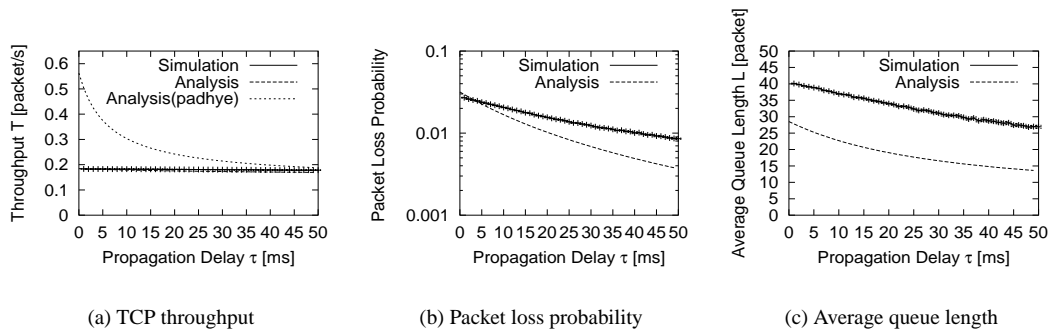 Throughput T [packet/s]
0.6
0.5
0.4
0.3
0.2
0.1
0
Simulation
Analysis
Analysis(padhye)
0 5 10 15 20 25 30 35 40 45 50
Propagation Delay τ [ms]
(a) TCP throughput
Packet Loss Probability
0.1
0.01
0.001
Simulation
Analysis
0 5 10 15 20 25 30 35 40 45 50
Propagation Delay τ [ms]
(b) Packet loss probability
Average Queue Length L [packet]
50
45
40
35
30
25
20
15
10
5
0
Simulation
Analysis
0 5 10 15 20 25 30 35 40 45 50
Propagation Delay τ [ms]
(c) Average queue length